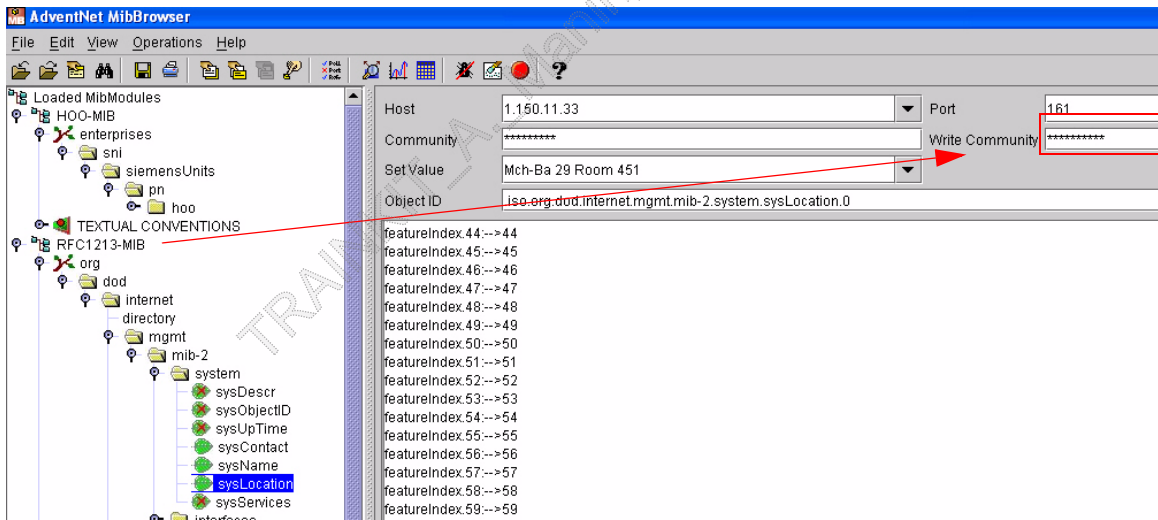 AdventNet MibBrowser
File Edit View Operations Help
Loaded MibModules
HOO-MIB
enterprises
sni
siemensUnits
pn
hoo
TEXTUAL CONVENTIONS
RFC1213-MIB
org
dod
internet
directory
mgmt
mib-2
system
sysDescr
sysObjectID
sysUpTime
sysContact
sysName
sysLocation
sysServices
interfaces
Host 1.150.11.33 Port 161
Community ********* Write Community **********
Set Value Mch-Ba 29 Room 451
Object ID .iso.org.dod.internet.mgmt.mib-2.system.sysLocation.0
featureIndex.44:-->44
featureIndex.45:-->45
featureIndex.46:-->46
featureIndex.47:-->47
featureIndex.48:-->48
featureIndex.49:-->49
featureIndex.50:-->50
featureIndex.51:-->51
featureIndex.52:-->52
featureIndex.53:-->53
featureIndex.54:-->54
featureIndex.55:-->55
featureIndex.56:-->56
featureIndex.57:-->57
featureIndex.58:-->58
featureIndex.59:-->59